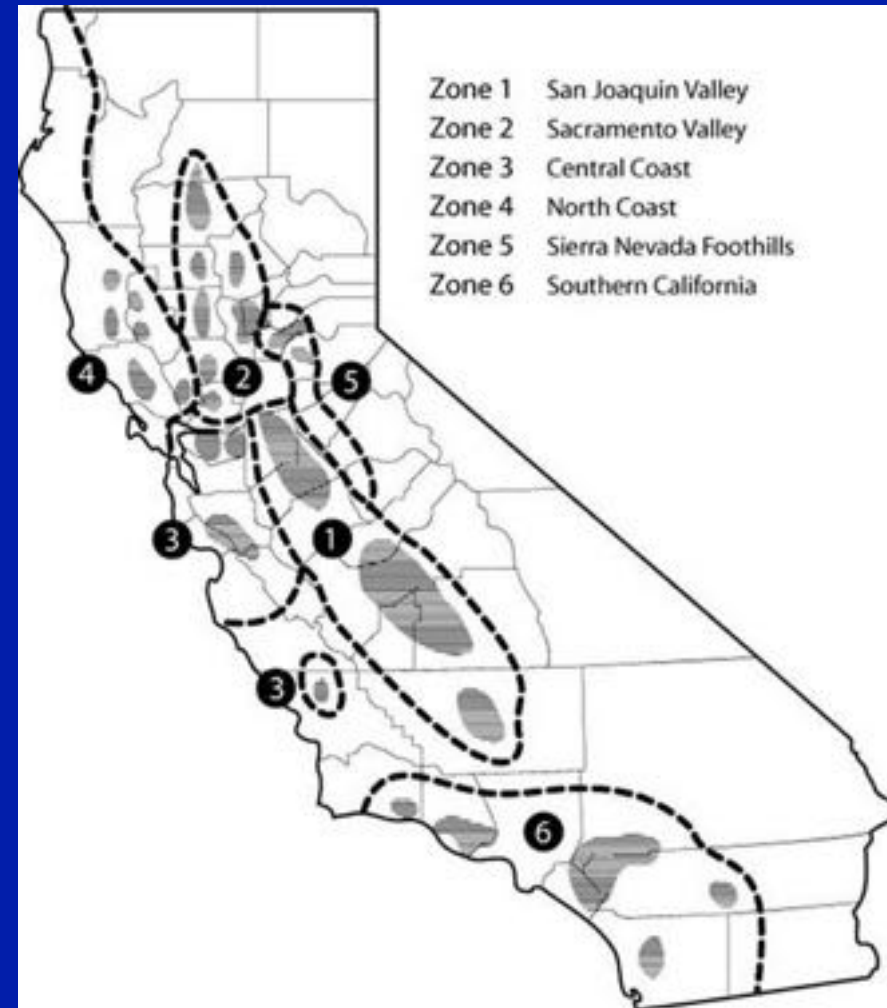 Zone 1 San Joaquin Valley
Zone 2 Sacramento Valley
Zone 3 Central Coast
Zone 4 North Coast
Zone 5 Sierra Nevada Foothills
Zone 6 Southern California
4
2
5
3
1
3
6